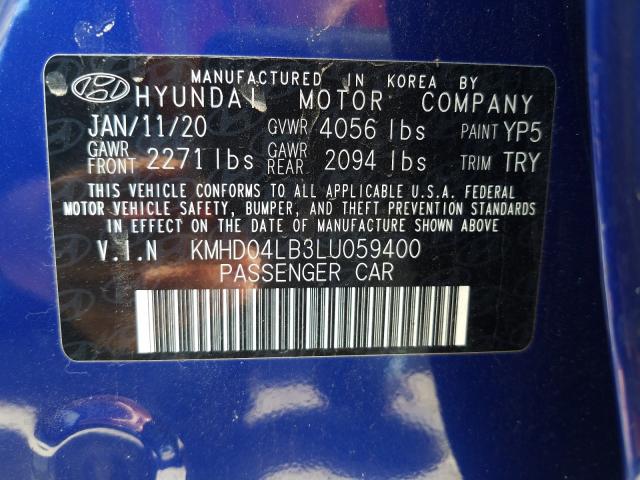 MANUFACTURED IN KOREA BY
HYUNDAI MOTOR COMPANY
JAN/11/20 GVWR 4056 lbs PAINT YP5
GAWR FRONT 2271 lbs GAWR REAR 2094 lbs TRIM TRY
THIS VEHICLE CONFORMS TO ALL APPLICABLE U.S.A. FEDERAL
MOTOR VEHICLE SAFETY, BUMPER, AND THEFT PREVENTION STANDARDS
IN EFFECT ON THE DATE OF MANUFACTURE SHOWN ABOVE.
V.I.N KMHD04LB3LU059400
PASSENGER CAR